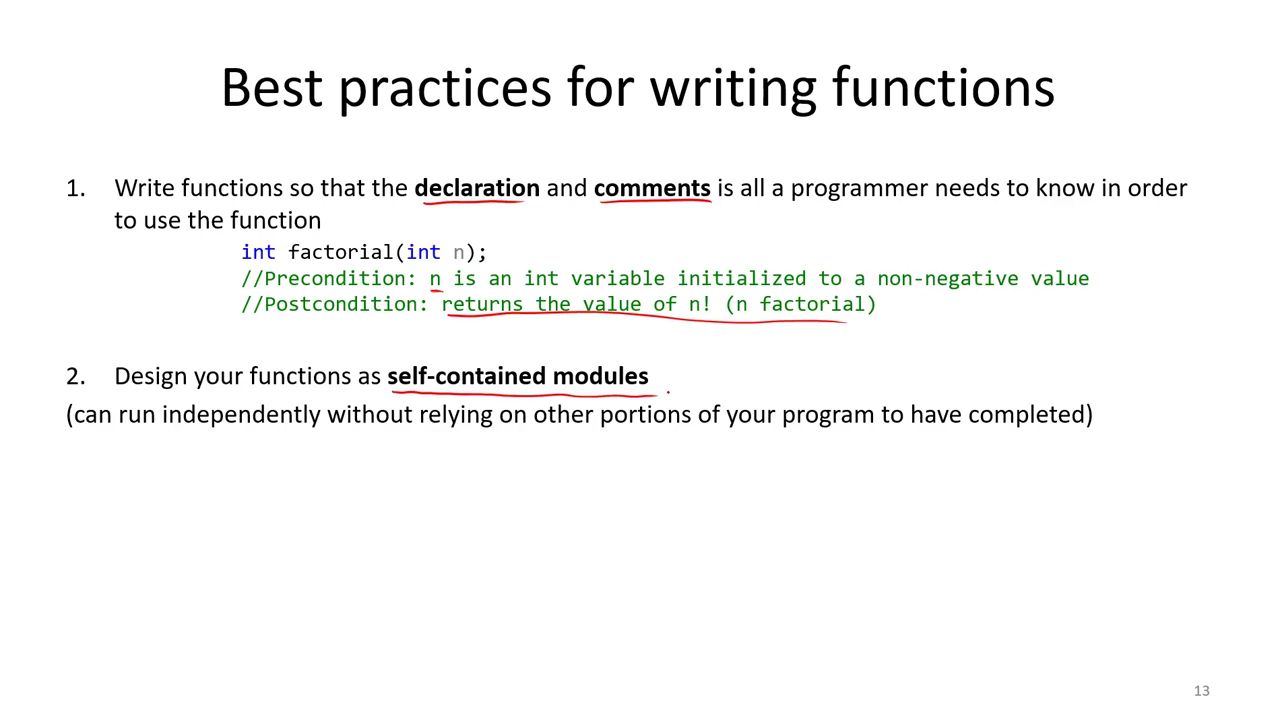 Best practices for writing functions
1. Write functions so that the declaration and comments is all a programmer needs to know in order
to use the function
int factorial(int n);
//Precondition: n is an int variable initialized to a non-negative value
//Postcondition: returns the value of n! (n factorial)
2. Design your functions as self-contained modules
(can run independently without relying on other portions of your program to have completed)
13